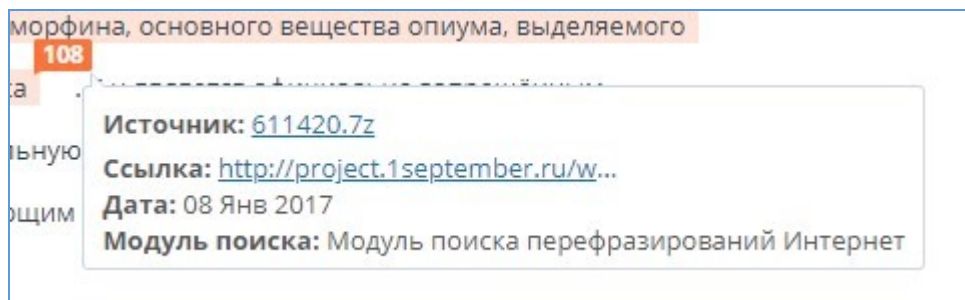 морфина, основного вещества опиума, выделяемого
108
ка
Источник: 611420.7z
льную
Ссылка: http://project.1september.ru/w...
ющим
Дата: 08 Янв 2017
Модуль поиска: Модуль поиска перефразирований Интернет